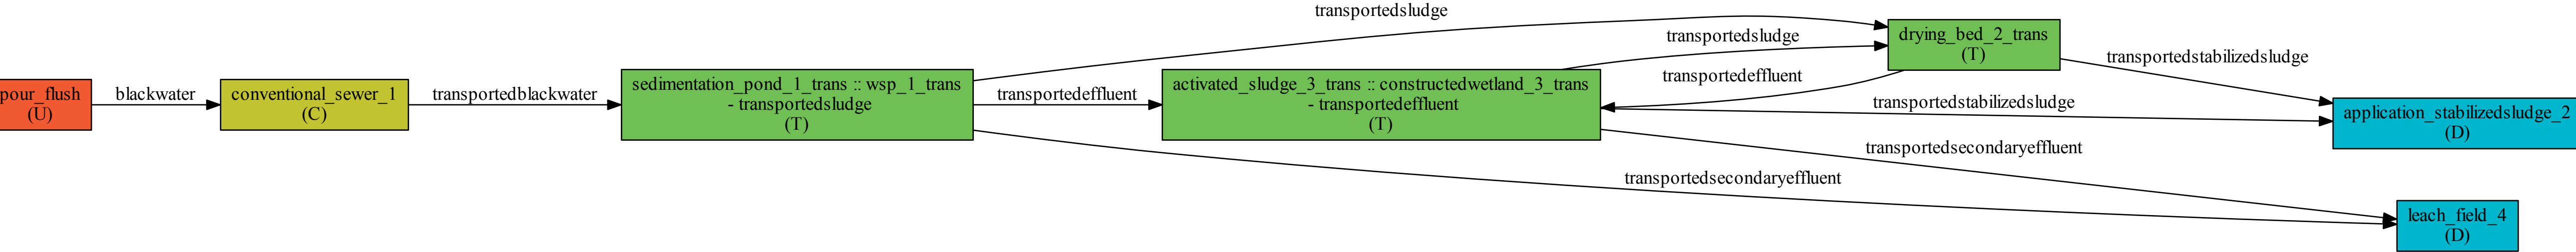 pour_flush
(U)
blackwater
conventional_sewer_1
(C)
transportedblackwater
sedimentation_pond_1_trans :: wsp_1_trans
- transportedsludge
(T)
transportedsludge
transportedeffluent
transportedsecondaryeffluent
activated_sludge_3_trans :: constructedwetland_3_trans
- transportedeffluent
(T)
transportedsludge
transportedeffluent
transportedstabilizedsludge
transportedsecondaryeffluent
drying_bed_2_trans
(T)
transportedstabilizedsludge
application_stabilizedsludge_2
(D)
leach_field_4
(D)